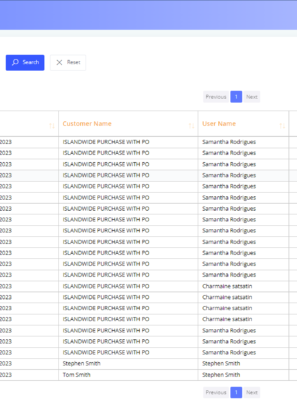 Search Reset
Previous 1 Next
Customer Name User Name
2023 ISLANDWIDE PURCHASE WITH PO Samantha Rodrigues
2023 ISLANDWIDE PURCHASE WITH PO Samantha Rodrigues
2023 ISLANDWIDE PURCHASE WITH PO Samantha Rodrigues
2023 ISLANDWIDE PURCHASE WITH PO Samantha Rodrigues
2023 ISLANDWIDE PURCHASE WITH PO Samantha Rodrigues
2023 ISLANDWIDE PURCHASE WITH PO Samantha Rodrigues
2023 ISLANDWIDE PURCHASE WITH PO Samantha Rodrigues
2023 ISLANDWIDE PURCHASE WITH PO Samantha Rodrigues
2023 ISLANDWIDE PURCHASE WITH PO Samantha Rodrigues
2023 ISLANDWIDE PURCHASE WITH PO Samantha Rodrigues
2023 ISLANDWIDE PURCHASE WITH PO Samantha Rodrigues
2023 ISLANDWIDE PURCHASE WITH PO Samantha Rodrigues
2023 ISLANDWIDE PURCHASE WITH PO Samantha Rodrigues
2023 ISLANDWIDE PURCHASE WITH PO Charmaine satsatin
2023 ISLANDWIDE PURCHASE WITH PO Charmaine satsatin
2023 ISLANDWIDE PURCHASE WITH PO Charmaine satsatin
2023 ISLANDWIDE PURCHASE WITH PO Charmaine satsatin
2023 ISLANDWIDE PURCHASE WITH PO Samantha Rodrigues
2023 ISLANDWIDE PURCHASE WITH PO Samantha Rodrigues
2023 ISLANDWIDE PURCHASE WITH PO Samantha Rodrigues
2023 Stephen Smith Stephen Smith
2023 Tom Smith Stephen Smith
Previous 1 Next